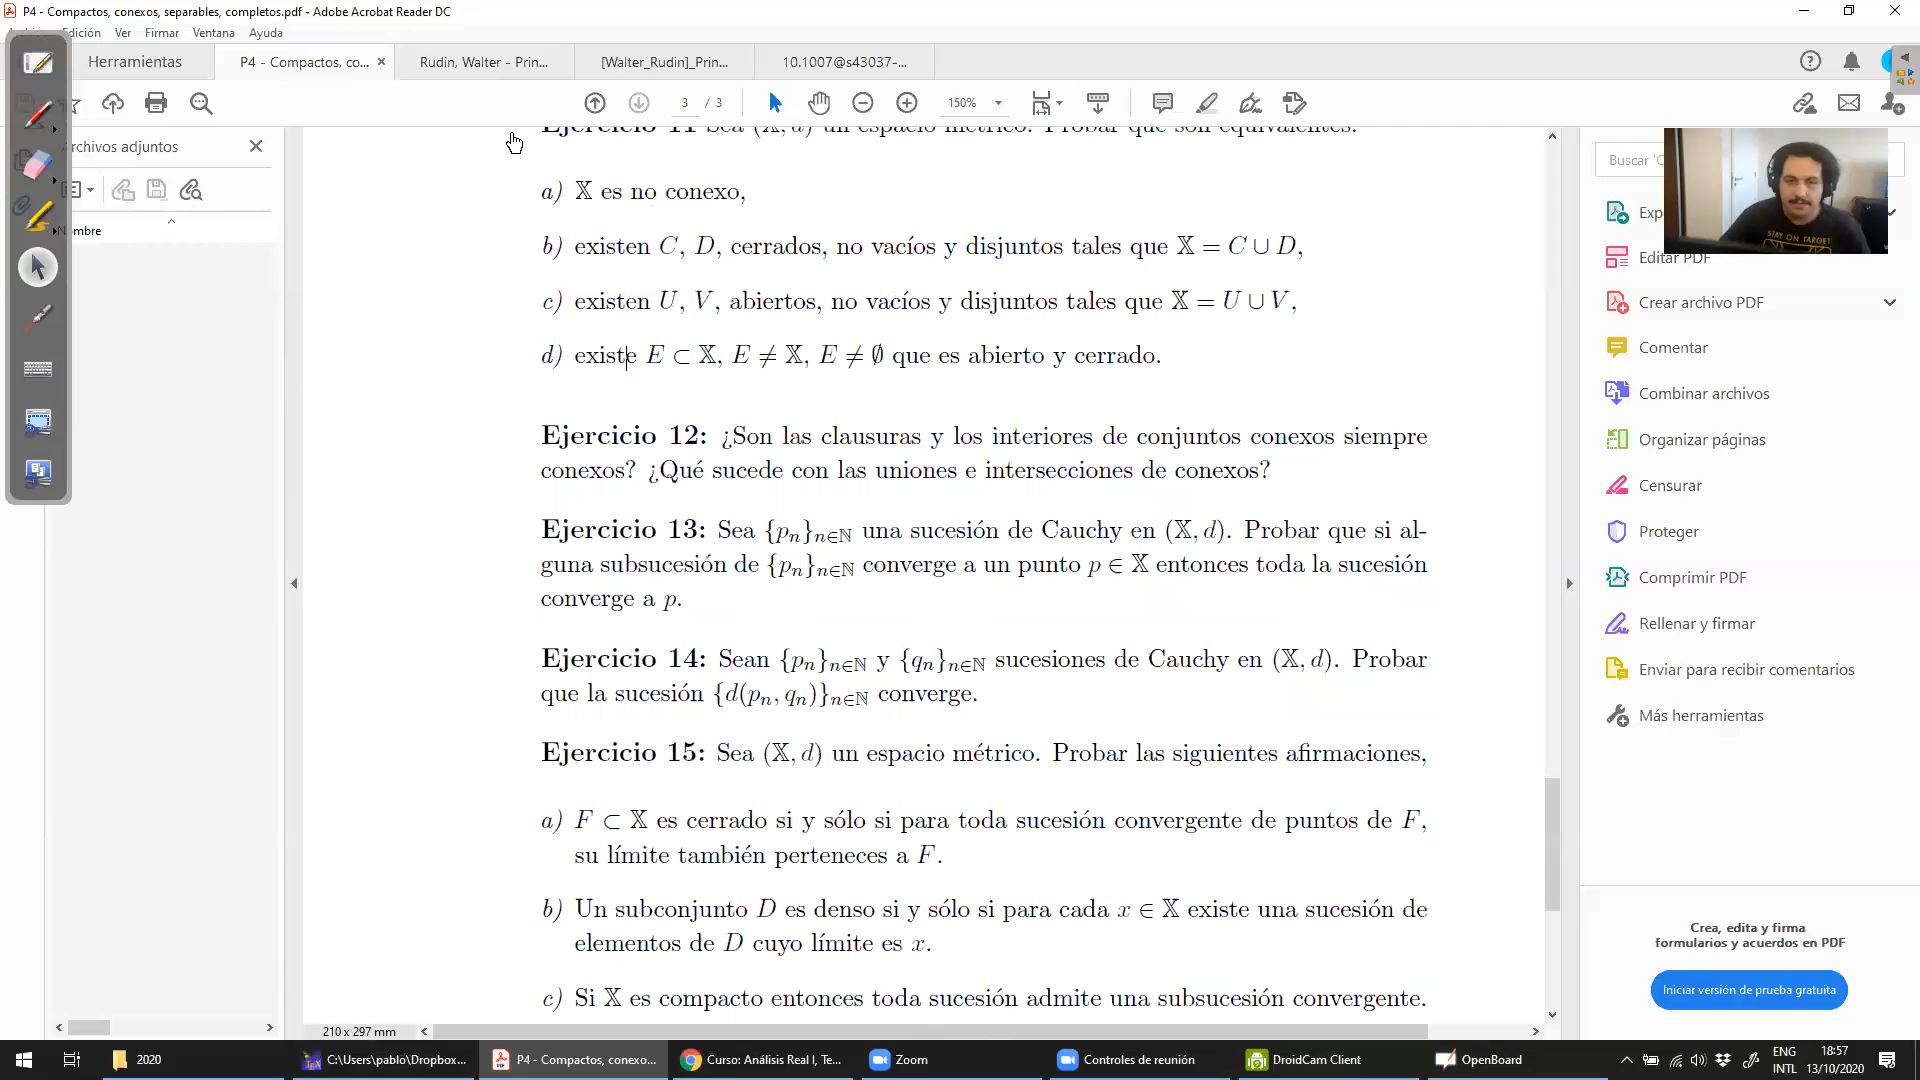 P4 - Compactos, conexos, separables, completos.pdf - Adobe Acrobat Reader DC
Edición Ver Firmar Ventana Ayuda
Herramientas P4 - Compactos, co... × Rudin, Walter - Prin... [Walter_Rudin]_Prin... 10.1007@s43037-...
3 / 3 150%
Archivos adjuntos
Nombre
Ejercicio 11 Sea (𝕏, d) un espacio métrico. Probar que son equivalentes:
a) 𝕏 es no conexo,
b) existen C, D, cerrados, no vacíos y disjuntos tales que 𝕏 = C ∪ D,
c) existen U, V, abiertos, no vacíos y disjuntos tales que 𝕏 = U ∪ V,
d) existe E ⊂ 𝕏, E ≠ 𝕏, E ≠ ∅ que es abierto y cerrado.
Ejercicio 12: ¿Son las clausuras y los interiores de conjuntos conexos siempre
conexos? ¿Qué sucede con las uniones e intersecciones de conexos?
Ejercicio 13: Sea {pₙ}ₙ∈ℕ una sucesión de Cauchy en (𝕏, d). Probar que si al-
guna subsucesión de {pₙ}ₙ∈ℕ converge a un punto p ∈ 𝕏 entonces toda la sucesión
converge a p.
Ejercicio 14: Sean {pₙ}ₙ∈ℕ y {qₙ}ₙ∈ℕ sucesiones de Cauchy en (𝕏, d). Probar
que la sucesión {d(pₙ, qₙ)}ₙ∈ℕ converge.
Ejercicio 15: Sea (𝕏, d) un espacio métrico. Probar las siguientes afirmaciones,
a) F ⊂ 𝕏 es cerrado si y sólo si para toda sucesión convergente de puntos de F,
su límite también perteneces a F.
b) Un subconjunto D es denso si y sólo si para cada x ∈ 𝕏 existe una sucesión de
elementos de D cuyo límite es x.
c) Si 𝕏 es compacto entonces toda sucesión admite una subsucesión convergente.
210 x 297 mm
Buscar 'C
STAY ON TARGET
Exp
Editar PDF
Crear archivo PDF
Comentar
Combinar archivos
Organizar páginas
Censurar
Proteger
Comprimir PDF
Rellenar y firmar
Enviar para recibir comentarios
Más herramientas
Crea, edita y firma
formularios y acuerdos en PDF
Iniciar versión de prueba gratuita
2020 C:\Users\pablo\Dropbox... P4 - Compactos, conexo... Curso: Análisis Real I, Te... Zoom Controles de reunión DroidCam Client OpenBoard
ENG 18:57
INTL 13/10/2020